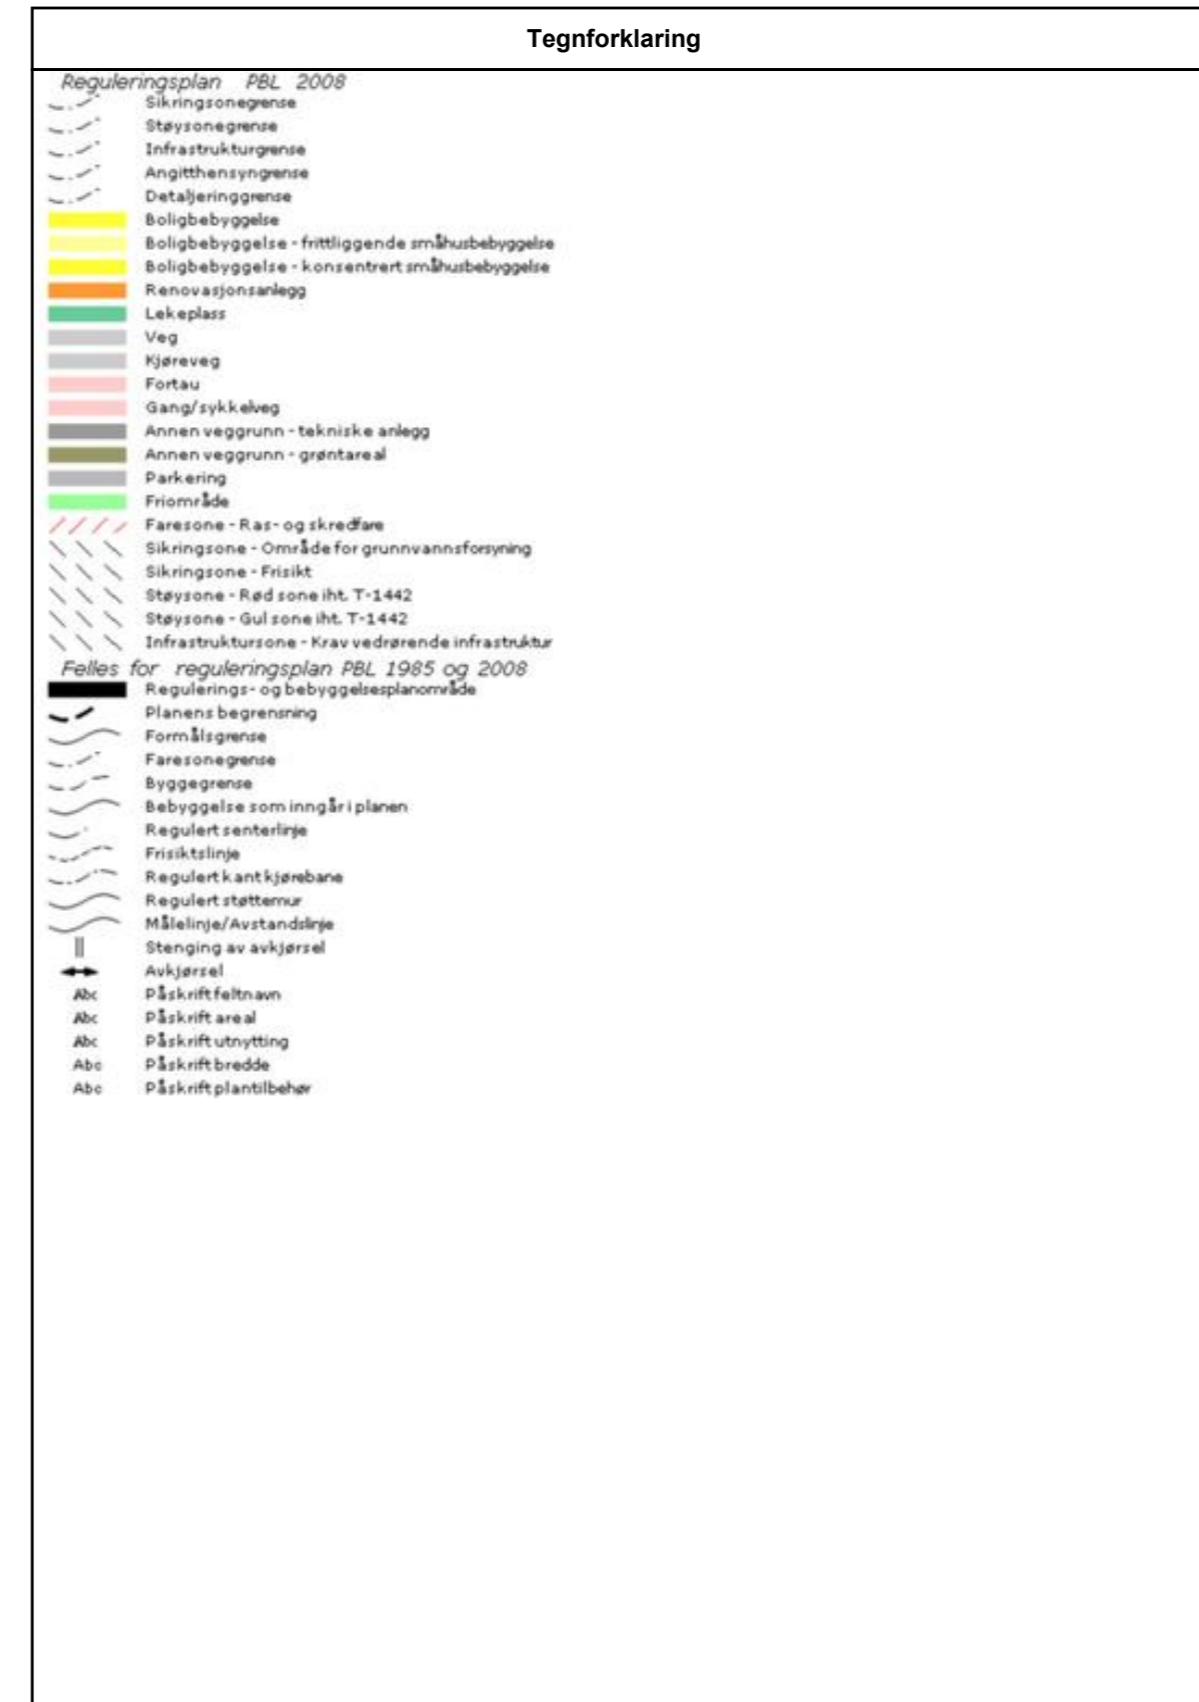 Tegnforklaring
Reguleringsplan PBL 2008
Sikringsonegrense
Støysonegrense
Infrastrukturgrense
Angitthensyngrense
Detaljeringgrense
Boligbebyggelse
Boligbebyggelse - frittliggende småhusbebyggelse
Boligbebyggelse - konsentrert småhusbebyggelse
Renovasjonsanlegg
Lekeplass
Veg
Kjøreveg
Fortau
Gang/sykkelveg
Annen veggrunn - tekniske anlegg
Annen veggrunn - grøntareal
Parkering
Friområde
Faresone - Ras- og skredfare
Sikringsone - Område for grunnvannsforsyning
Sikringsone - Frisikt
Støysone - Rød sone iht. T-1442
Støysone - Gul sone iht. T-1442
Infrastruktursone - Krav vedrørende infrastruktur
Felles for reguleringsplan PBL 1985 og 2008
Regulerings- og bebyggelsesplanområde
Planens begrensning
Formålsgrense
Faresonegrense
Byggegrense
Bebyggelse som inngår i planen
Regulert senterlinje
Frisiktslinje
Regulert kant kjørebane
Regulert støttemur
Målelinje/Avstandslinje
Stenging av avkjørsel
Avkjørsel
Abc Påskrift feltnavn
Abc Påskrift areal
Abc Påskrift utnytting
Abc Påskrift bredde
Abc Påskrift plantilbehør